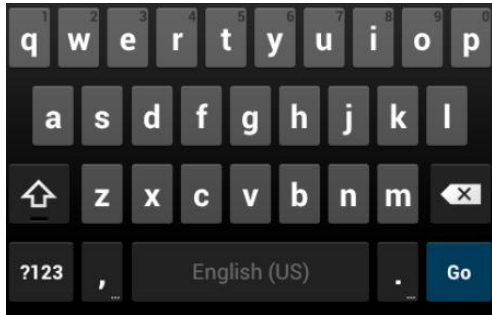 1 2 3 4 5 6 7 8 9 0
q w e r t y u i o p
a s d f g h j k l
z x c v b n m
?123 , ... English (US) . ... Go